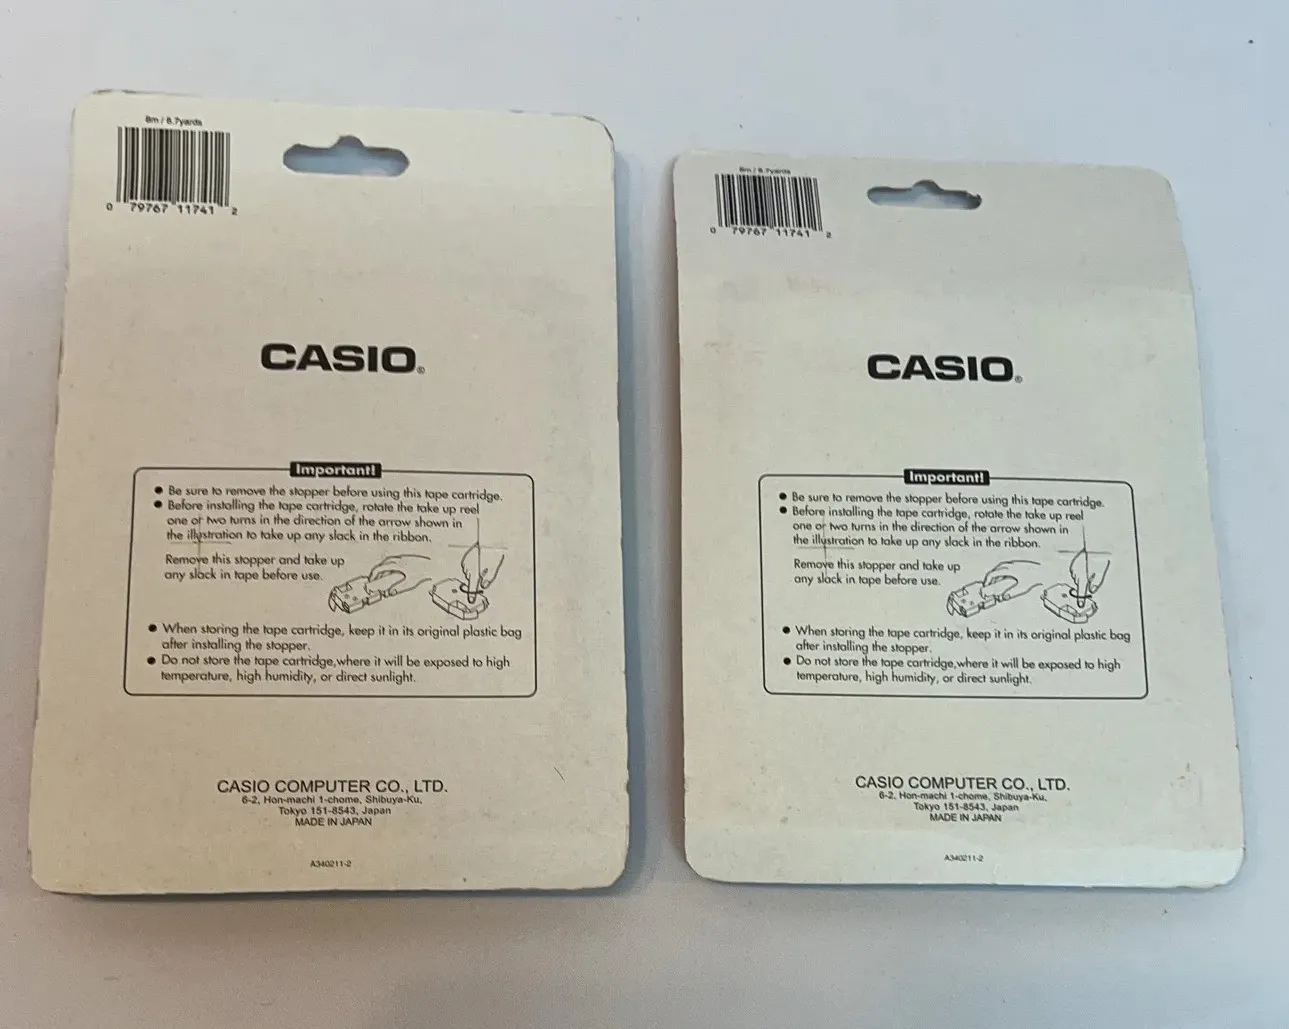 8m / 8.7yards
0 79767 11741 2
CASIO®
Important!
● Be sure to remove the stopper before using this tape cartridge.
● Before installing the tape cartridge, rotate the take up reel
one or two turns in the direction of the arrow shown in
the illustration to take up any slack in the ribbon.
Remove this stopper and take up
any slack in tape before use.
● When storing the tape cartridge, keep it in its original plastic bag
after installing the stopper.
● Do not store the tape cartridge,where it will be exposed to high
temperature, high humidity, or direct sunlight.
CASIO COMPUTER CO., LTD.
6-2, Hon-machi 1-chome, Shibuya-Ku,
Tokyo 151-8543, Japan
MADE IN JAPAN
A340211-2
8m / 8.7yards
0 79767 11741 2
CASIO®
Important!
● Be sure to remove the stopper before using this tape cartridge.
● Before installing the tape cartridge, rotate the take up reel
one or two turns in the direction of the arrow shown in
the illustration to take up any slack in the ribbon.
Remove this stopper and take up
any slack in tape before use.
● When storing the tape cartridge, keep it in its original plastic bag
after installing the stopper.
● Do not store the tape cartridge,where it will be exposed to high
temperature, high humidity, or direct sunlight.
CASIO COMPUTER CO., LTD.
6-2, Hon-machi 1-chome, Shibuya-Ku,
Tokyo 151-8543, Japan
MADE IN JAPAN
A340211-2